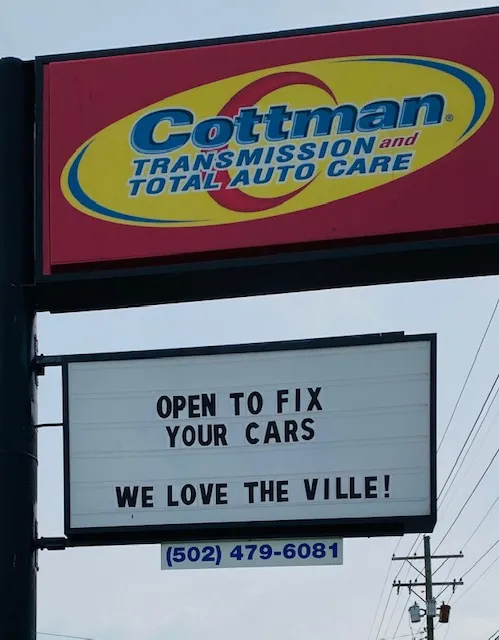 Cottman®
TRANSMISSION and
TOTAL AUTO CARE
OPEN TO FIX
YOUR CARS
WE LOVE THE VILLE!
(502) 479-6081